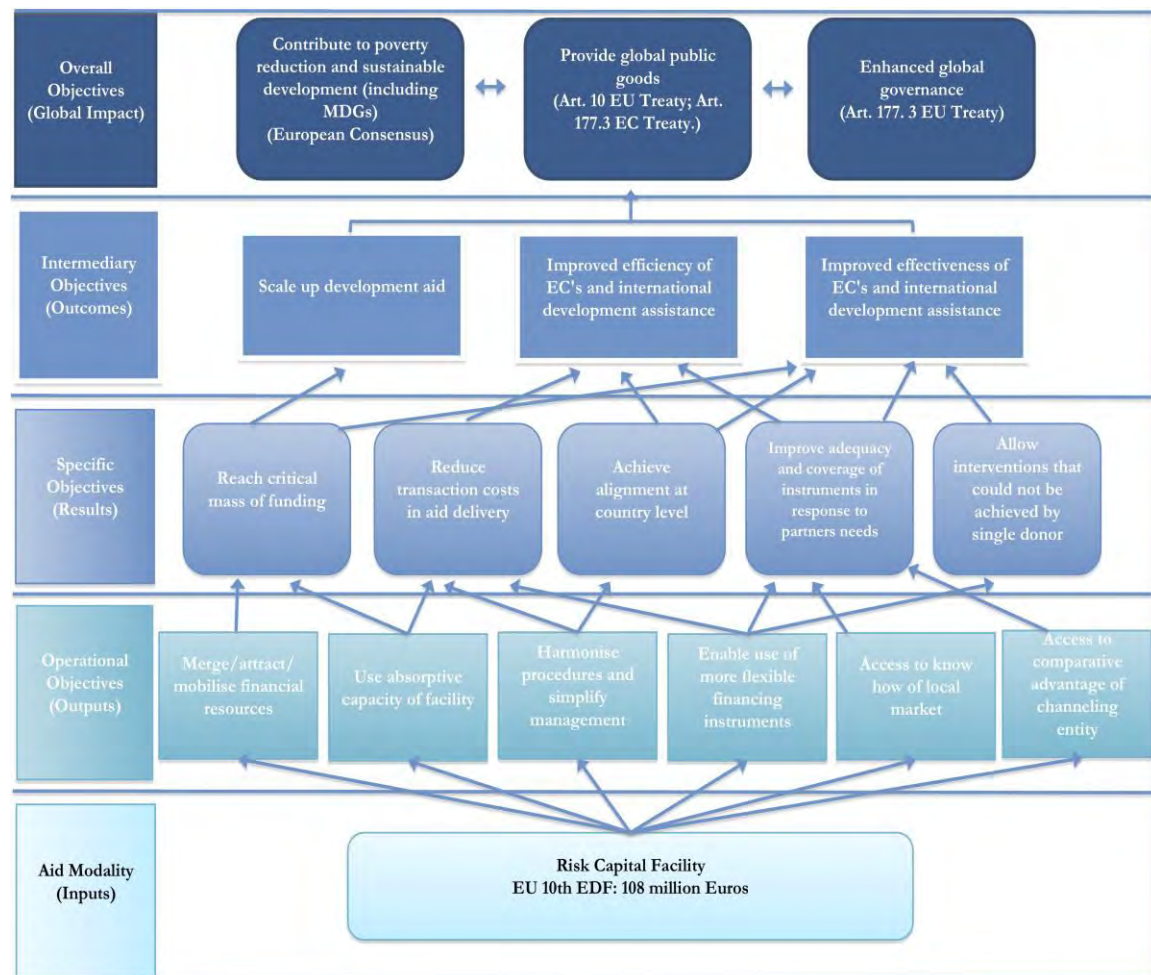 Overall
Objectives
(Global Impact)
Contribute to poverty
reduction and sustainable
development (including
MDGs)
(European Consensus)
Provide global public
goods
(Art. 10 EU Treaty; Art.
177.3 EC Treaty.)
Enhanced global
governance
(Art. 177. 3 EU Treaty)
Intermediary
Objectives
(Outcomes)
Scale up development aid
Improved efficiency of
EC's and international
development assistance
Improved effectiveness of
EC's and international
development assistance
Specific
Objectives
(Results)
Reach critical
mass of funding
Reduce
transaction costs
in aid delivery
Achieve
alignment at
country level
Improve adequacy
and coverage of
instruments in
response to
partners needs
Allow
interventions that
could not be
achieved by
single donor
Operational
Objectives
(Outputs)
Merge/attract/
mobilise financial
resources
Use absorptive
capacity of facility
Harmonise
procedures and
simplify
management
Enable use of
more flexible
financing
instruments
Access to know
how of local
market
Access to
comparative
advantage of
channeling
entity
Aid Modality
(Inputs)
Risk Capital Facility
EU 10th EDF: 108 million Euros